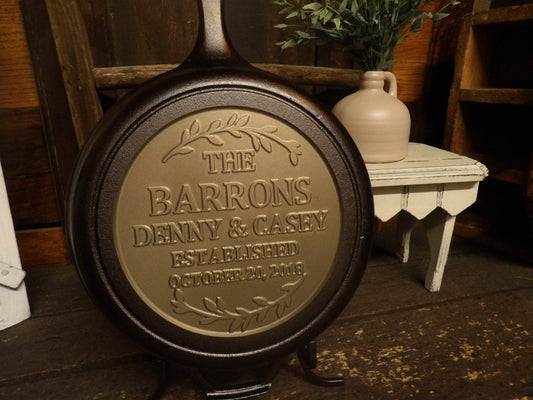 THE
BARRONS
DENNY & CASEY
ESTABLISHED
OCTOBER 20, 2018